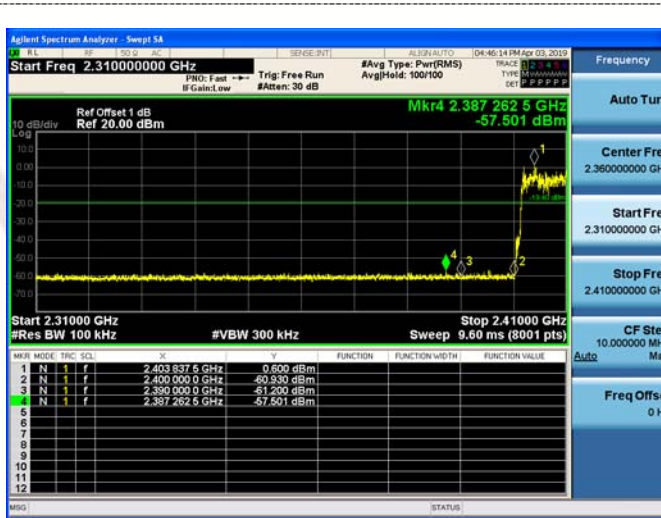 Agilent Spectrum Analyzer - Swept SA
RL RF 50 Ω AC SENSE:INT ALIGN AUTO 04:46:14 PM Apr 03, 2019
Start Freq 2.310000000 GHz
PNO: Fast
IFGain:Low
Trig: Free Run
#Atten: 30 dB
#Avg Type: Pwr(RMS)
Avg|Hold: 100/100
TRACE 1 2 3 4 5 6
TYPE M
DET P P P P P P
Ref Offset 1 dB
10 dB/div Ref 20.00 dBm
Log
Mkr4 2.387 262 5 GHz
-57.501 dBm
10.0
0.00
-10.0
-20.0
-30.0
-40.0
-50.0
-60.0
-70.0
1
4
3
2
Start 2.31000 GHz
Stop 2.41000 GHz
#Res BW 100 kHz #VBW 300 kHz Sweep 9.60 ms (8001 pts)
MKR MODE TRC SCL X Y FUNCTION FUNCTION WIDTH FUNCTION VALUE
1 N 1 f 2.403 837 5 GHz 0.600 dBm
2 N 1 f 2.400 000 0 GHz -60.930 dBm
3 N 1 f 2.390 000 0 GHz -61.200 dBm
4 N 1 f 2.387 262 5 GHz -57.501 dBm
5
6
7
8
9
10
11
12
MSG STATUS
Frequency
Auto Tun
Center Fre
2.360000000 GH
Start Fre
2.310000000 GH
Stop Fre
2.410000000 GH
CF Ste
10.000000 MH
Auto Ma
Freq Offs
0 H